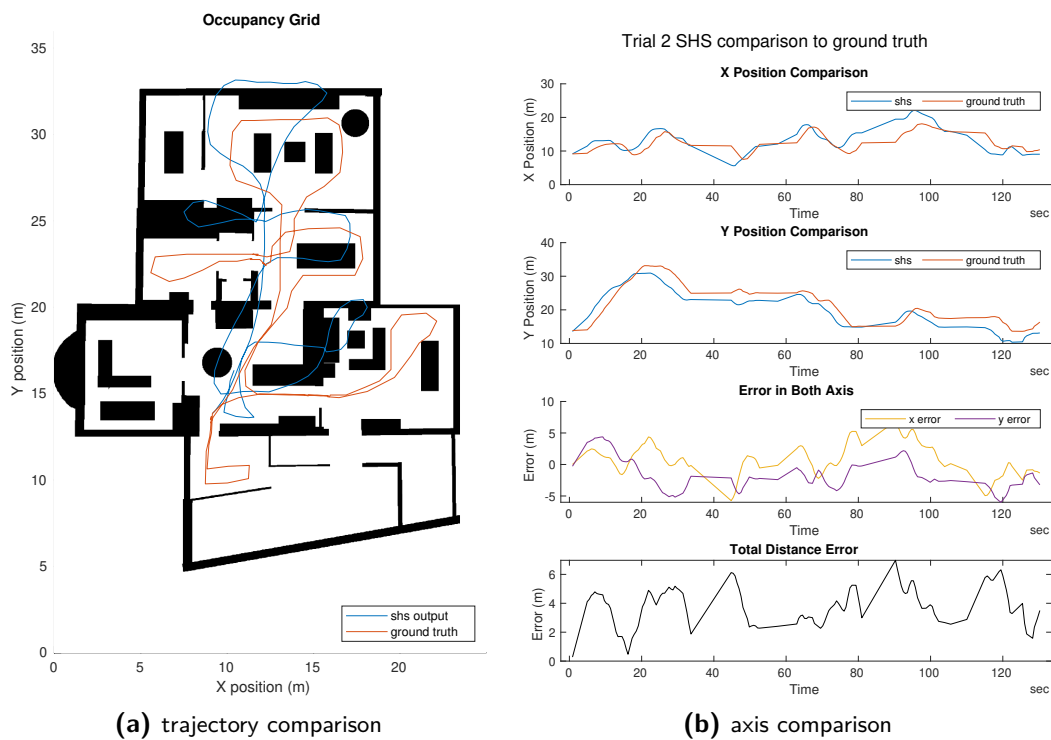 Occupancy Grid
35
30
25
20
15
10
5
0
Y position (m)
0 5 10 15 20
X position (m)
shs output
ground truth
(a) trajectory comparison
Trial 2 SHS comparison to ground truth
X Position Comparison
X Position (m)
30
20
10
0
shs ground truth
0 20 40 60 80 100 120
Time sec
Y Position Comparison
Y Position (m)
40
30
20
10
shs ground truth
0 20 40 60 80 100 120
Time sec
Error in Both Axis
Error (m)
10
5
0
-5
x error y error
0 20 40 60 80 100 120
Time sec
Total Distance Error
Error (m)
6
4
2
0
0 20 40 60 80 100 120
Time sec
(b) axis comparison